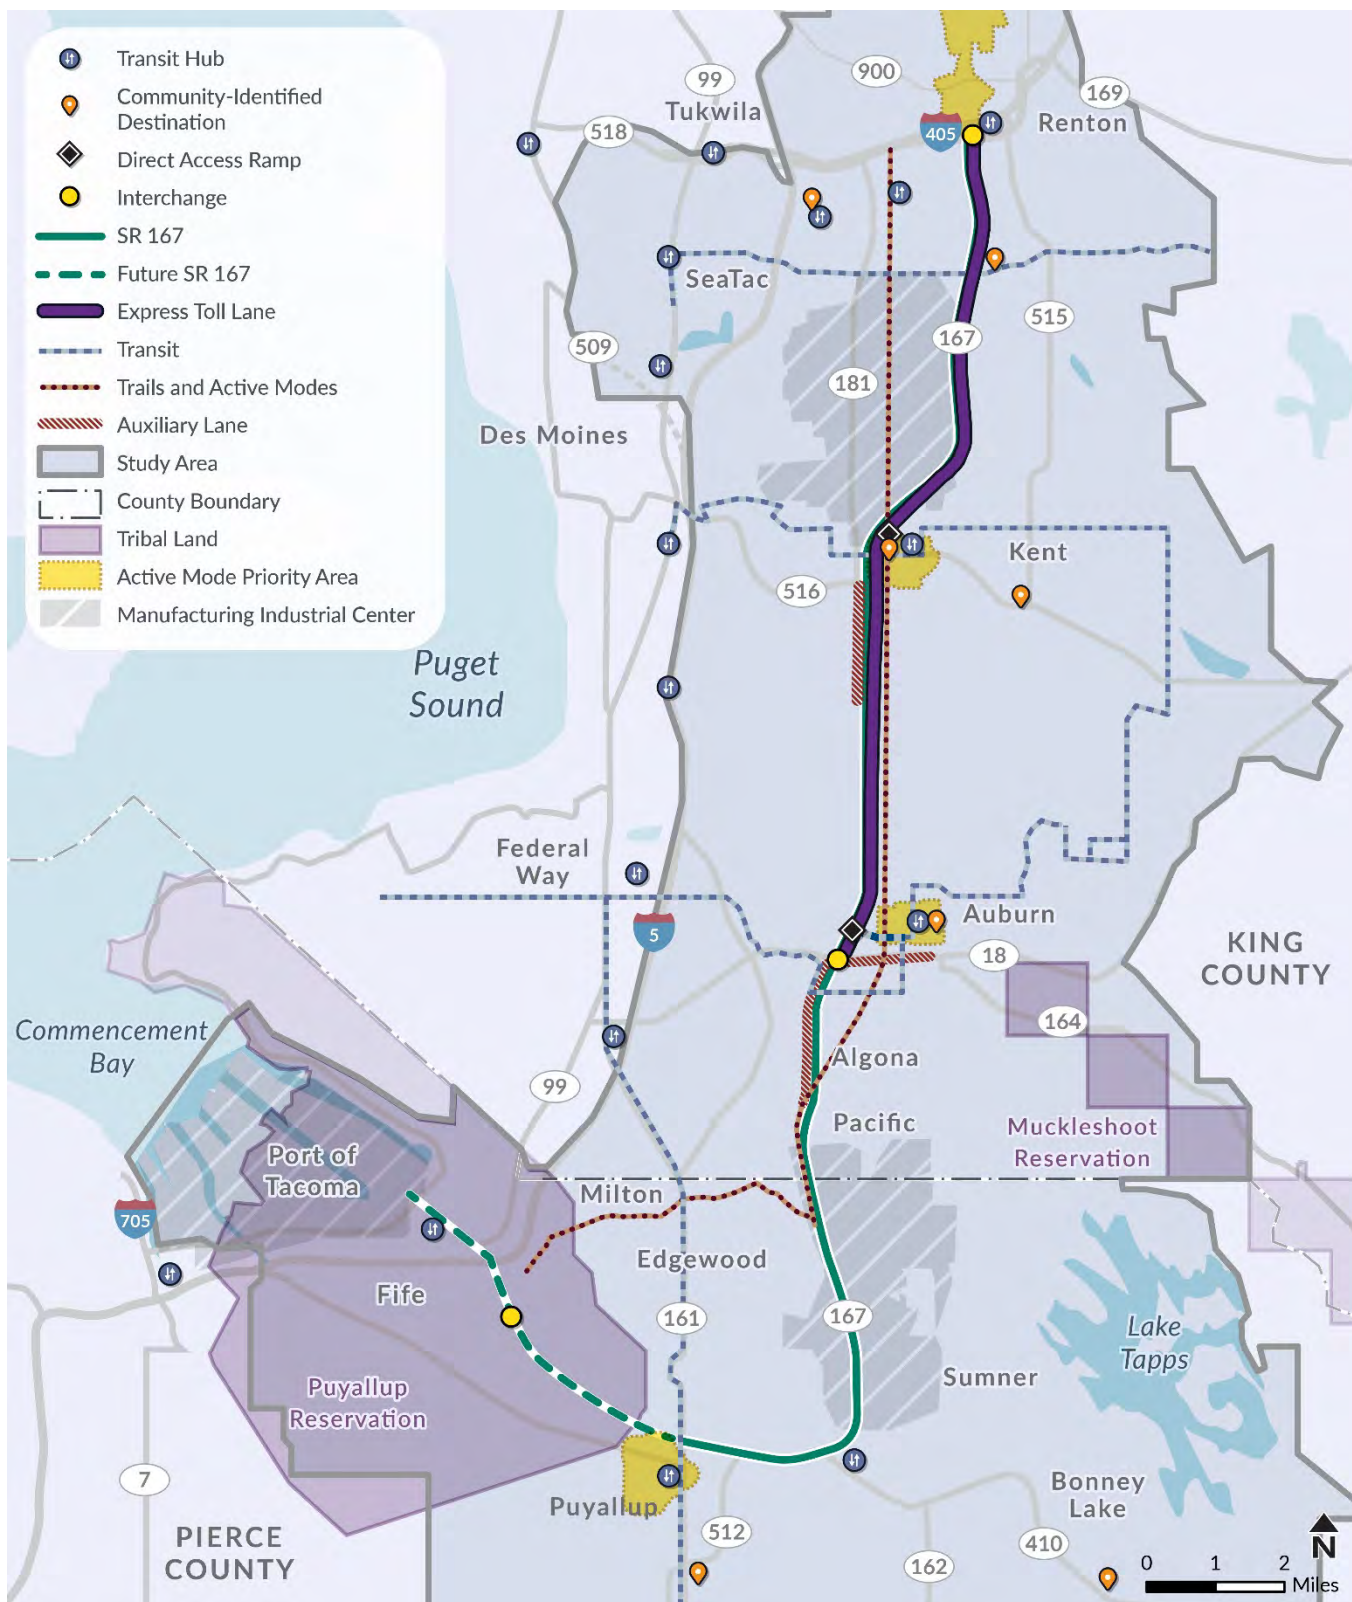 Transit Hub
Community-Identified
Destination
Direct Access Ramp
Interchange
SR 167
Future SR 167
Express Toll Lane
Transit
Trails and Active Modes
Auxiliary Lane
Study Area
County Boundary
Tribal Land
Active Mode Priority Area
Manufacturing Industrial Center
99
900
169
Tukwila
Renton
518
405
SeaTac
515
509
167
181
Des Moines
Kent
516
Puget
Sound
Federal
Way
Auburn
5
18
KING
COUNTY
164
Commencement
Bay
Algona
99
Pacific
Muckleshoot
Reservation
Port of
Tacoma
Milton
705
Edgewood
Fife
161
167
Lake
Tapps
Sumner
Puyallup
Reservation
7
Bonney
Lake
Puyallup
PIERCE
COUNTY
512
410
162
N
0 1 2
Miles